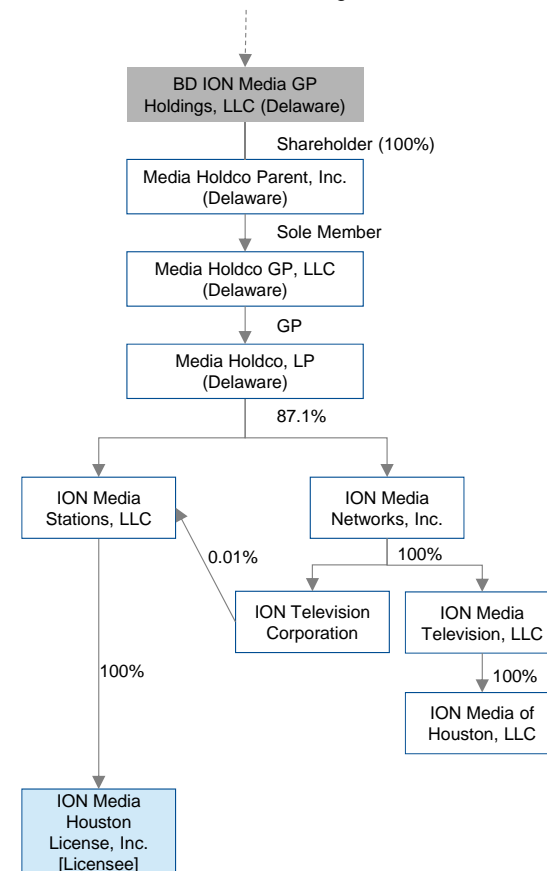 BD ION Media GP
Holdings, LLC (Delaware)
Shareholder (100%)
Media Holdco Parent, Inc.
(Delaware)
Sole Member
Media Holdco GP, LLC
(Delaware)
GP
Media Holdco, LP
(Delaware)
87.1%
ION Media
Stations, LLC
ION Media
Networks, Inc.
0.01%
100%
ION Television
Corporation
ION Media
Television, LLC
100%
100%
ION Media of
Houston, LLC
ION Media
Houston
License, Inc.
[Licensee]